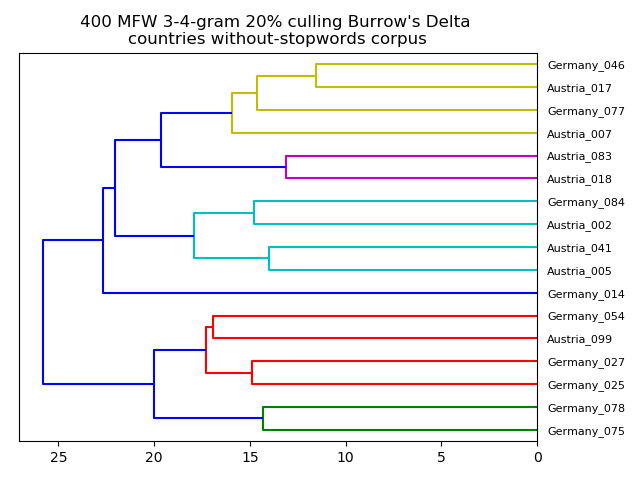 400 MFW 3-4-gram 20% culling Burrow's Delta
countries without-stopwords corpus
Germany_046
Austria_017
Germany_077
Austria_007
Austria_083
Austria_018
Germany_084
Austria_002
Austria_041
Austria_005
Germany_014
Germany_054
Austria_099
Germany_027
Germany_025
Germany_078
Germany_075
25 20 15 10 5 0